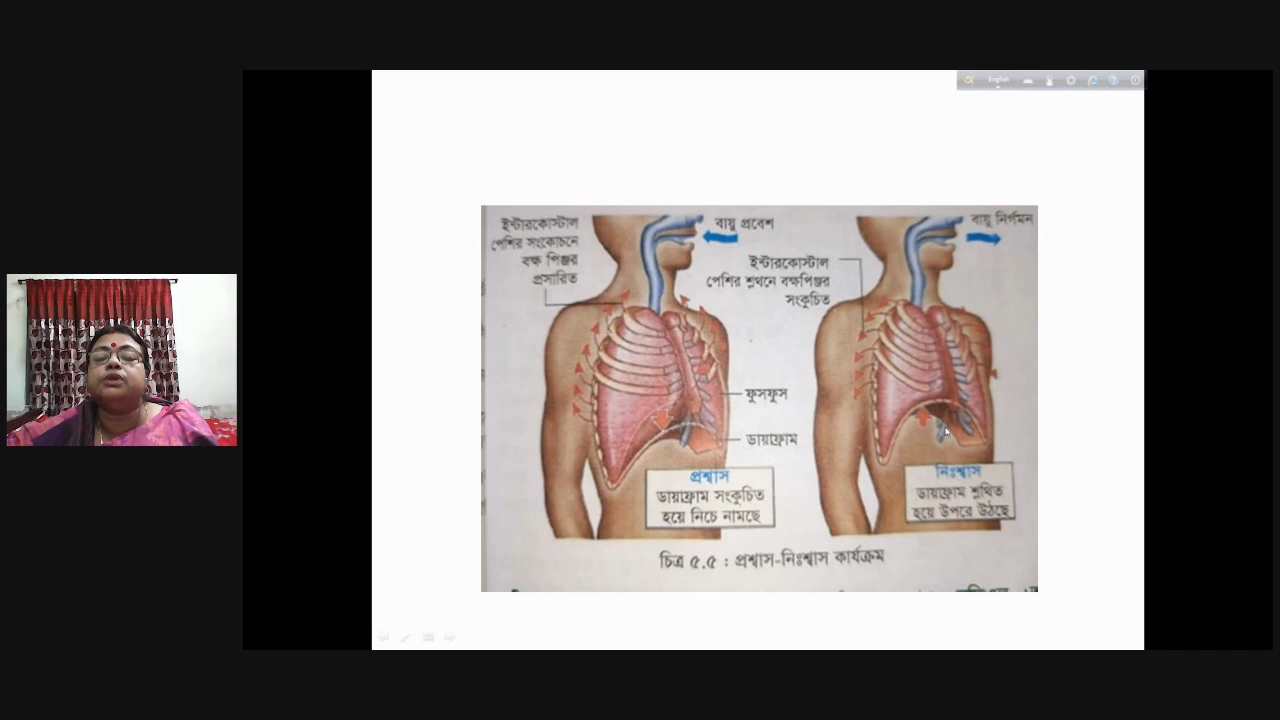 English
ইন্টারকোস্টাল
পেশির সংকোচনে
বক্ষ পিঞ্জর
প্রসারিত
বায়ু প্রবেশ
ইন্টারকোস্টাল
পেশির শ্লথনে বক্ষপিঞ্জর
সংকুচিত
বায়ু নির্গমন
ফুসফুস
ডায়াফ্রাম
প্রশ্বাস
ডায়াফ্রাম সংকুচিত
হয়ে নিচে নামছে
নিঃশ্বাস
ডায়াফ্রাম শ্লথিত
হয়ে উপরে উঠছে
চিত্র ৫.৫ : প্রশ্বাস-নিঃশ্বাস কার্যক্রম